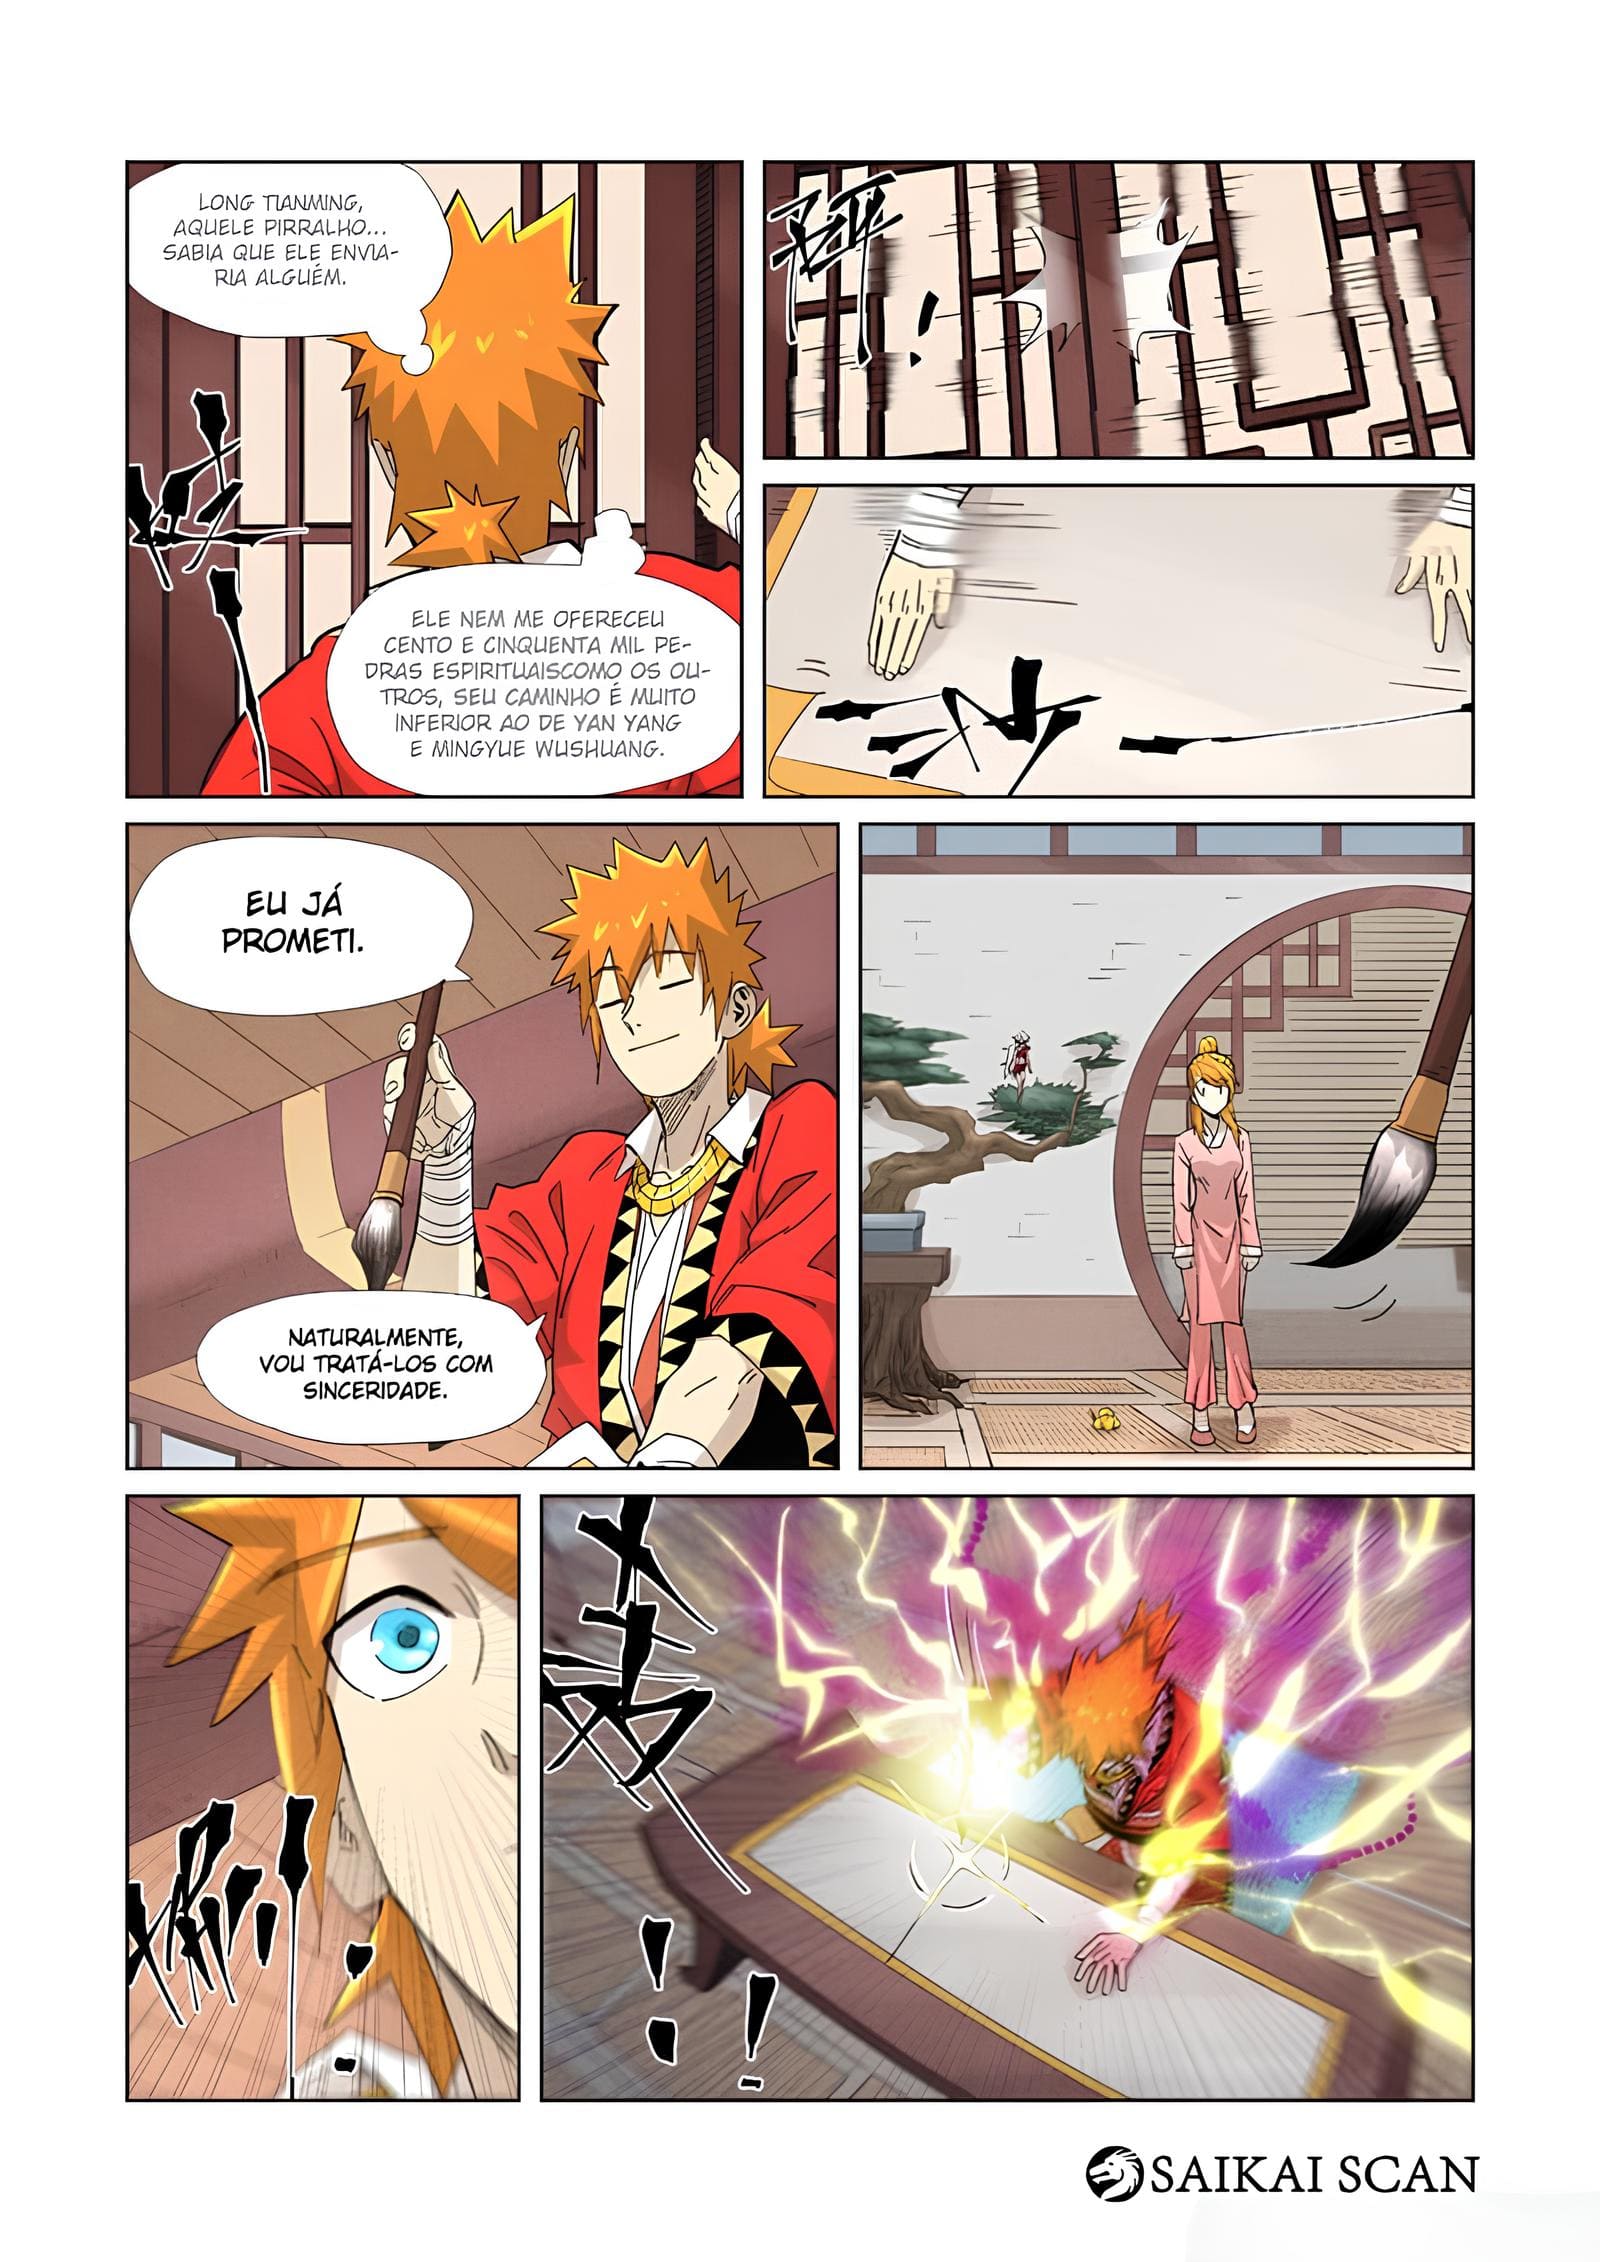 LONG TIANMING,
AQUELE PIRRALHO...
SABIA QUE ELE ENVIA-
RIA ALGUÉM.
ELE NEM ME OFERECEU
CENTO E CINQUENTA MIL PE-
DRAS ESPIRITUAISCOMO OS OU-
TROS, SEU CAMINHO É MUITO
INFERIOR AO DE YAN YANG
E MINGYUE WUSHUANG.
EU JÁ
PROMETI.
NATURALMENTE,
VOU TRATÁ-LOS COM
SINCERIDADE.
SAIKAI SCAN